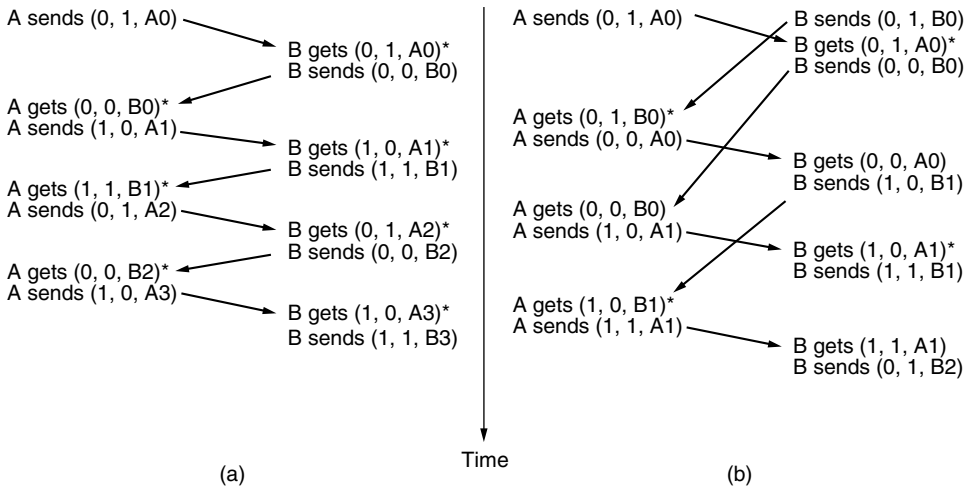 A sends (0, 1, A0)
B gets (0, 1, A0)*
B sends (0, 0, B0)
A gets (0, 0, B0)*
A sends (1, 0, A1)
B gets (1, 0, A1)*
B sends (1, 1, B1)
A gets (1, 1, B1)*
A sends (0, 1, A2)
B gets (0, 1, A2)*
B sends (0, 0, B2)
A gets (0, 0, B2)*
A sends (1, 0, A3)
B gets (1, 0, A3)*
B sends (1, 1, B3)
(a)
Time
A sends (0, 1, A0)
B sends (0, 1, B0)
B gets (0, 1, A0)*
B sends (0, 0, B0)
A gets (0, 1, B0)*
A sends (0, 0, A0)
B gets (0, 0, A0)
B sends (1, 0, B1)
A gets (0, 0, B0)
A sends (1, 0, A1)
B gets (1, 0, A1)*
B sends (1, 1, B1)
A gets (1, 0, B1)*
A sends (1, 1, A1)
B gets (1, 1, A1)
B sends (0, 1, B2)
(b)